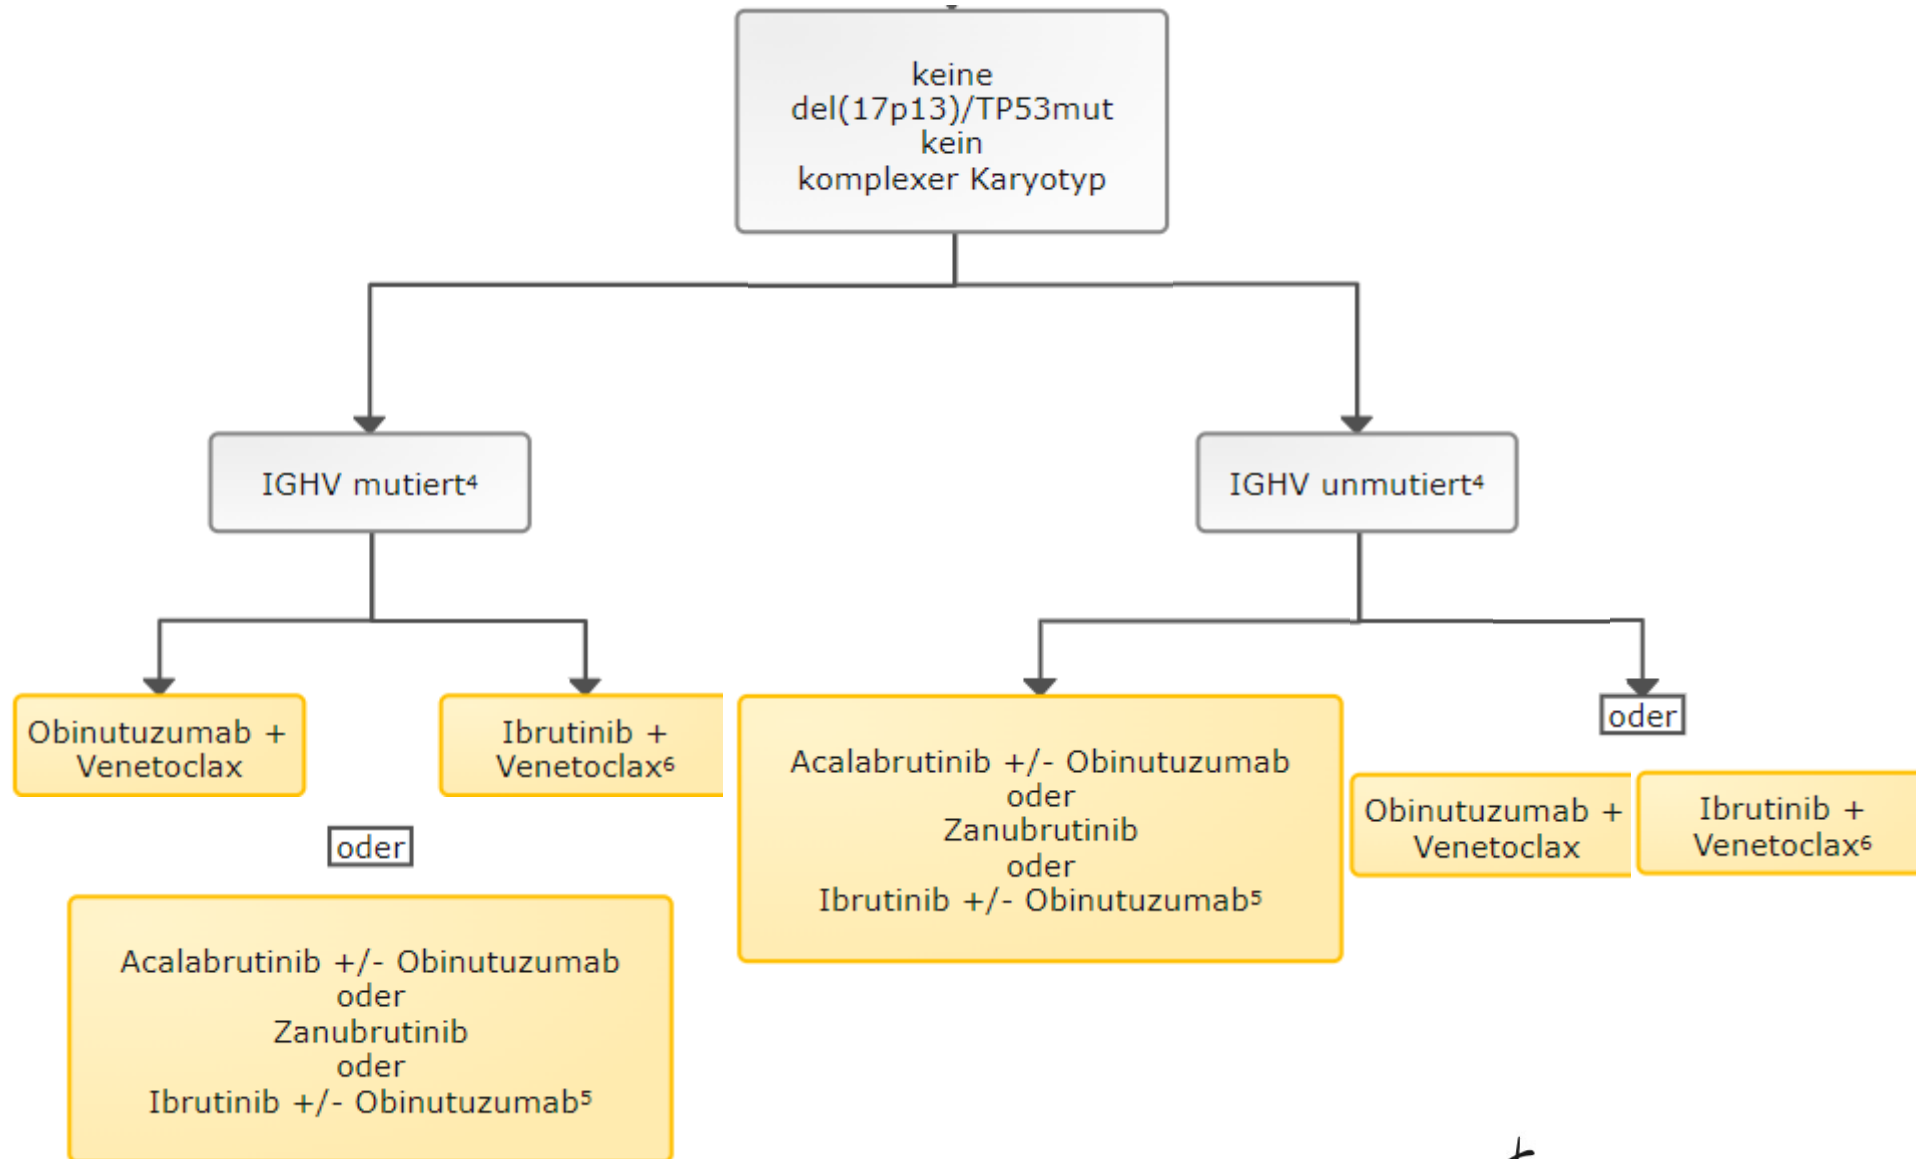 keine
del(17p13)/TP53mut
kein
komplexer Karyotyp
IGHV mutiert⁴
IGHV unmutiert⁴
Obinutuzumab +
Venetoclax
Ibrutinib +
Venetoclax⁶
oder
Acalabrutinib +/- Obinutuzumab
oder
Zanubrutinib
oder
Ibrutinib +/- Obinutuzumab⁵
Acalabrutinib +/- Obinutuzumab
oder
Zanubrutinib
oder
Ibrutinib +/- Obinutuzumab⁵
oder
Obinutuzumab +
Venetoclax
Ibrutinib +
Venetoclax⁶